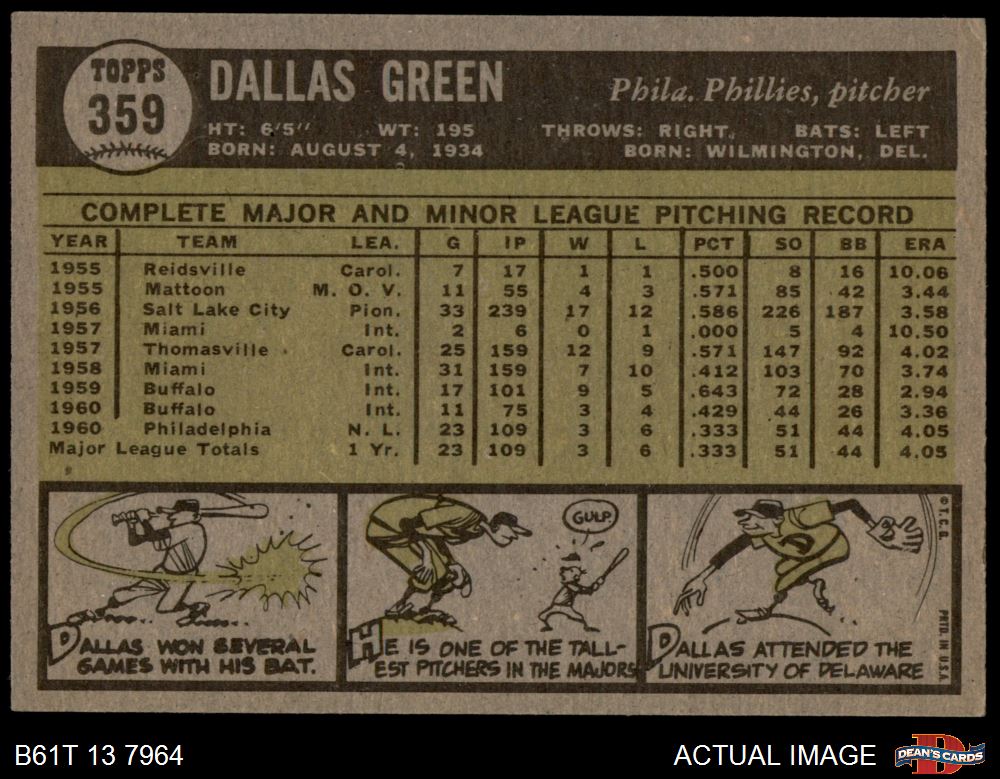 TOPPS
359
DALLAS GREEN
Phila. Phillies, pitcher
HT: 6'5" WT: 195 THROWS: RIGHT BATS: LEFT
BORN: AUGUST 4, 1934 BORN: WILMINGTON, DEL.
COMPLETE MAJOR AND MINOR LEAGUE PITCHING RECORD
YEAR TEAM LEA. G IP W L PCT SO BB ERA
1955 Reidsville Carol. 7 17 1 1 .500 8 16 10.06
1955 Mattoon M. O. V. 11 55 4 3 .571 85 42 3.44
1956 Salt Lake City Pion. 33 239 17 12 .586 226 187 3.58
1957 Miami Int. 2 6 0 1 .000 5 4 10.50
1957 Thomasville Carol. 25 159 12 9 .571 147 92 4.02
1958 Miami Int. 31 159 7 10 .412 103 70 3.74
1959 Buffalo Int. 17 101 9 5 .643 72 28 2.94
1960 Buffalo Int. 11 75 3 4 .429 44 26 3.36
1960 Philadelphia N. L. 23 109 3 6 .333 51 44 4.05
Major League Totals 1 Yr. 23 109 3 6 .333 51 44 4.05
DALLAS WON SEVERAL
GAMES WITH HIS BAT.
GULP
HE IS ONE OF THE TALL-
EST PITCHERS IN THE MAJORS
DALLAS ATTENDED THE
UNIVERSITY OF DELAWARE
© T.C.G. PRTD. IN U.S.A.
B61T 13 7964
ACTUAL IMAGE
D
DEAN'S CARDS